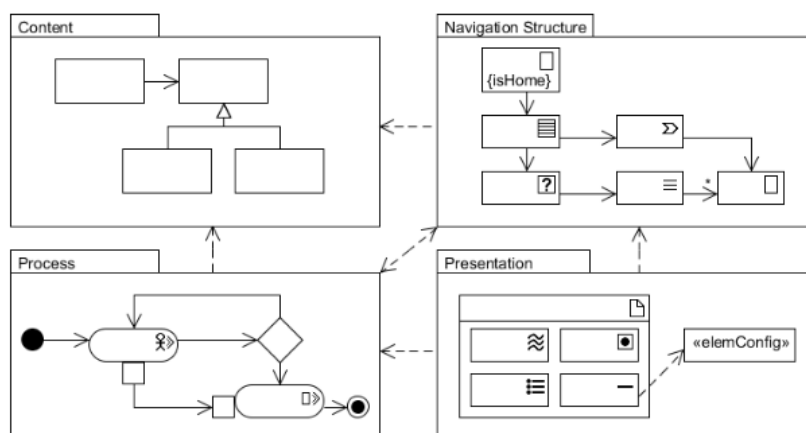 Content
Navigation Structure
{isHome}
?
*
Process
Presentation
«elemConfig»